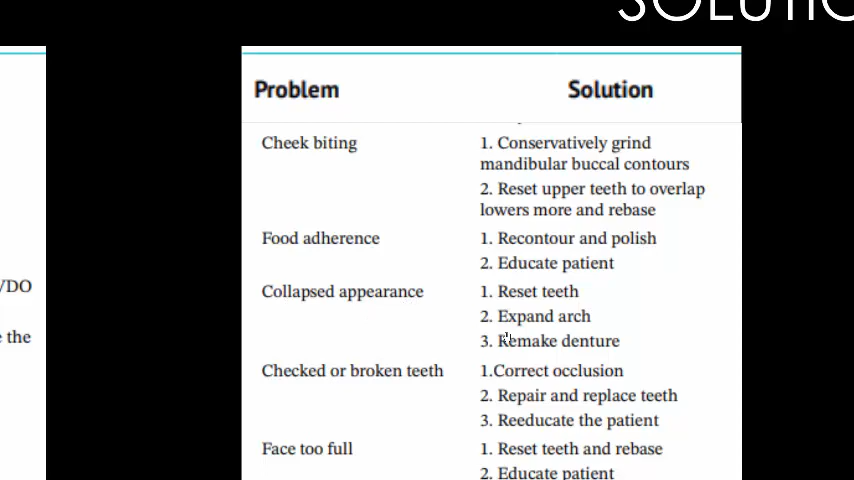 SOLUTIO
VDO
the
Problem Solution
Cheek biting 1. Conservatively grind
mandibular buccal contours
2. Reset upper teeth to overlap
lowers more and rebase
Food adherence 1. Recontour and polish
2. Educate patient
Collapsed appearance 1. Reset teeth
2. Expand arch
3. Remake denture
Checked or broken teeth 1.Correct occlusion
2. Repair and replace teeth
3. Reeducate the patient
Face too full 1. Reset teeth and rebase
2. Educate patient